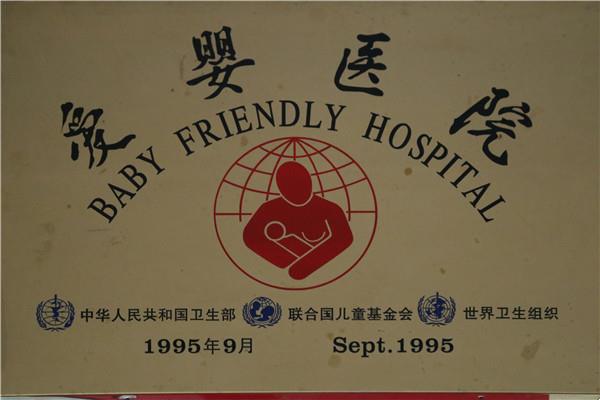 爱婴医院
BABY FRIENDLY HOSPITAL
中华人民共和国卫生部 联合国儿童基金会 世界卫生组织
1995年9月 Sept.1995